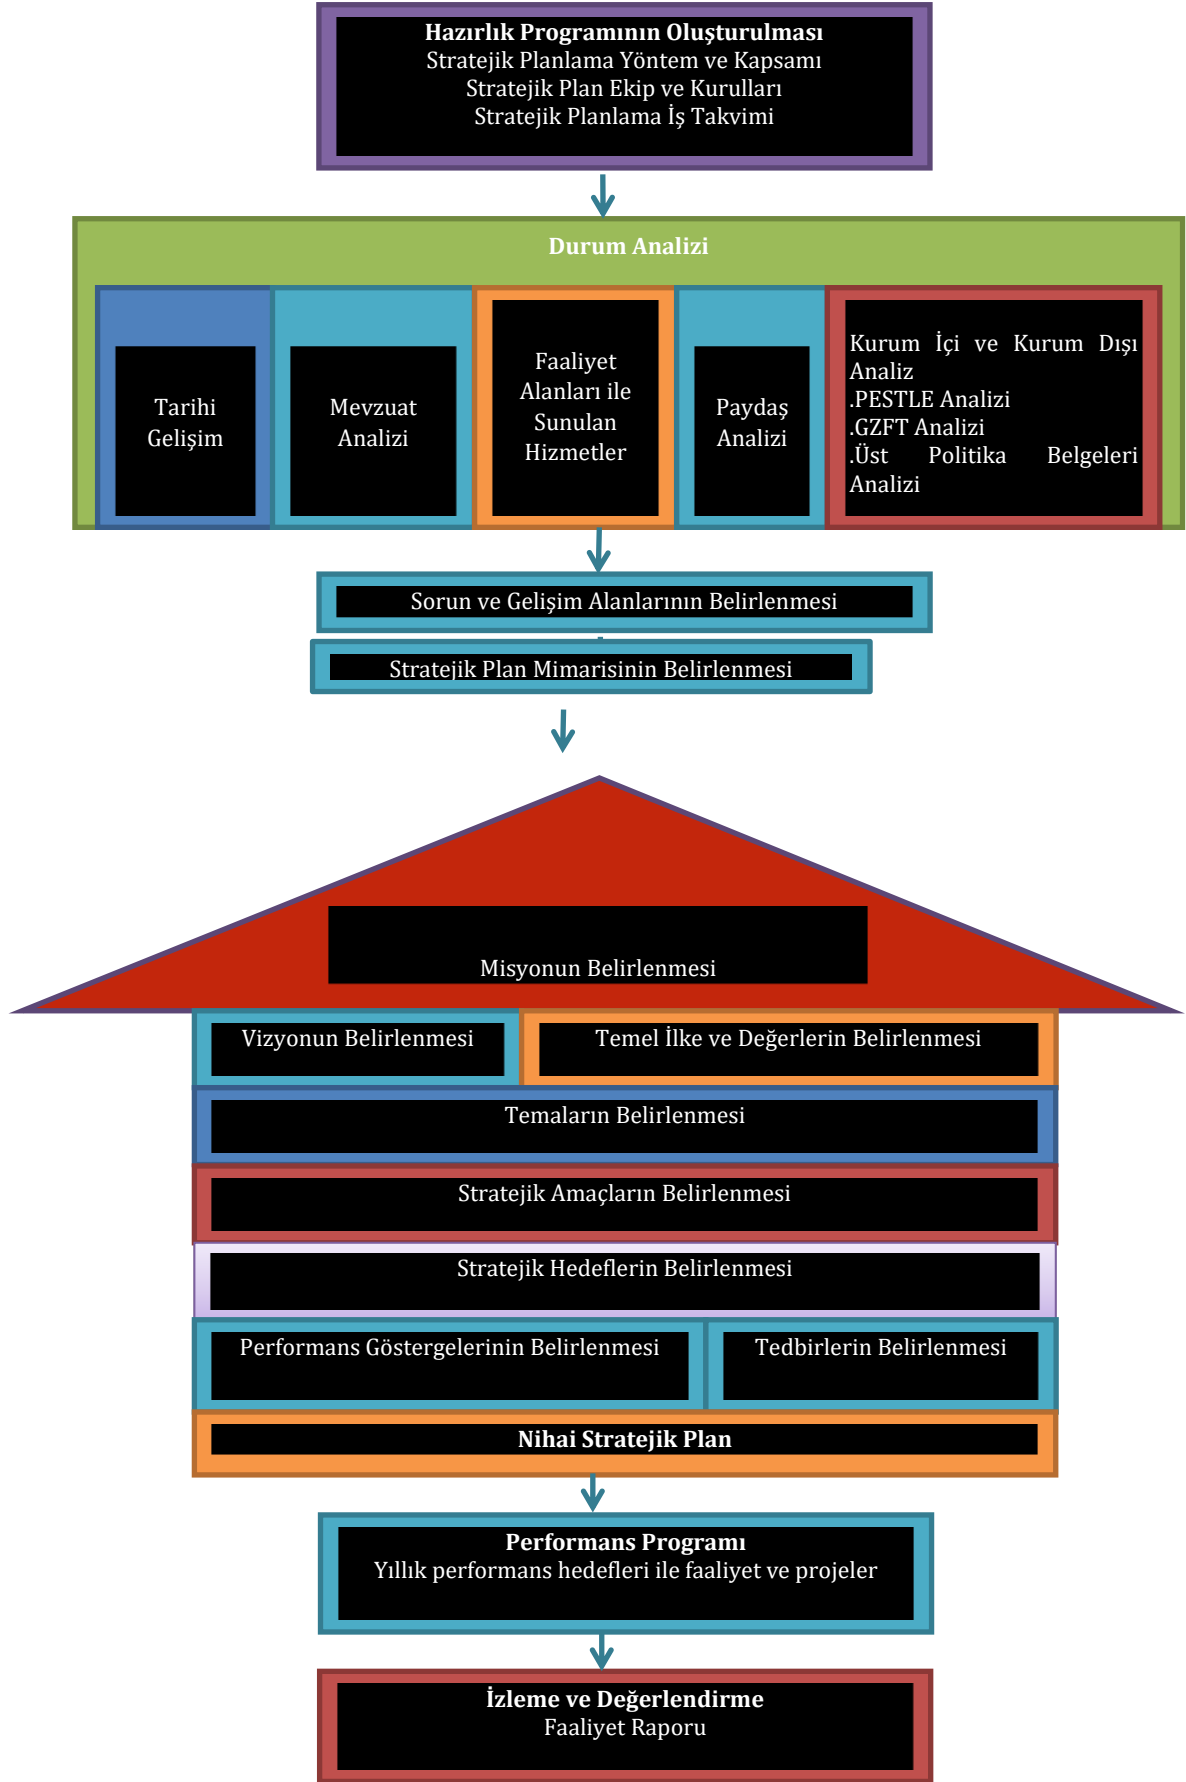 Hazırlık Programının Oluşturulması
Stratejik Planlama Yöntem ve Kapsamı
Stratejik Plan Ekip ve Kurulları
Stratejik Planlama İş Takvimi
Durum Analizi
Tarihi
Gelişim
Mevzuat
Analizi
Faaliyet
Alanları ile
Sunulan
Hizmetler
Paydaş
Analizi
Kurum İçi ve Kurum Dışı
Analiz
.PESTLE Analizi
.GZFT Analizi
.Üst Politika Belgeleri
Analizi
Sorun ve Gelişim Alanlarının Belirlenmesi
Stratejik Plan Mimarisinin Belirlenmesi
Misyonun Belirlenmesi
Vizyonun Belirlenmesi
Temel İlke ve Değerlerin Belirlenmesi
Temaların Belirlenmesi
Stratejik Amaçların Belirlenmesi
Stratejik Hedeflerin Belirlenmesi
Performans Göstergelerinin Belirlenmesi
Tedbirlerin Belirlenmesi
Nihai Stratejik Plan
Performans Programı
Yıllık performans hedefleri ile faaliyet ve projeler
İzleme ve Değerlendirme
Faaliyet Raporu